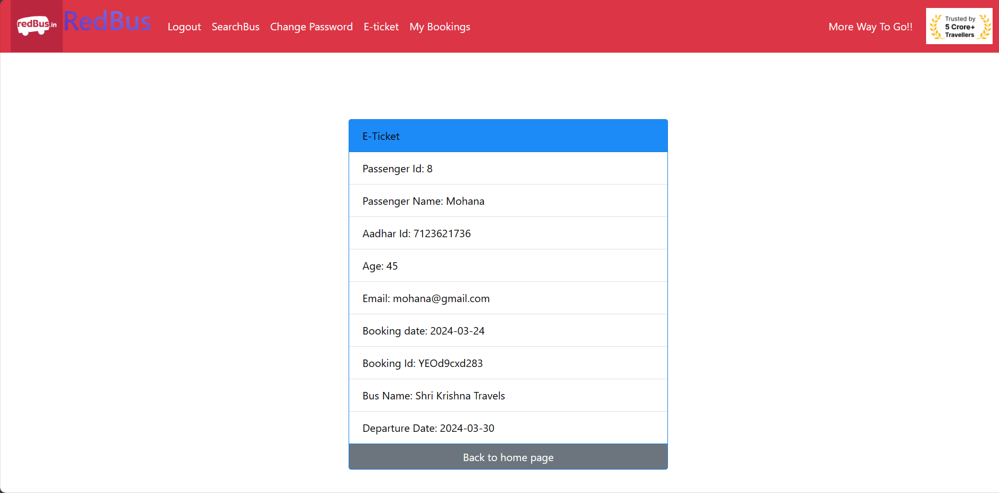 redBus.in
RedBus
Logout SearchBus Change Password E-ticket My Bookings
More Way To Go!!
Trusted by
5 Crore+
Travellers
E-Ticket
Passenger Id: 8
Passenger Name: Mohana
Aadhar Id: 7123621736
Age: 45
Email: mohana@gmail.com
Booking date: 2024-03-24
Booking Id: YEOd9cxd283
Bus Name: Shri Krishna Travels
Departure Date: 2024-03-30
Back to home page